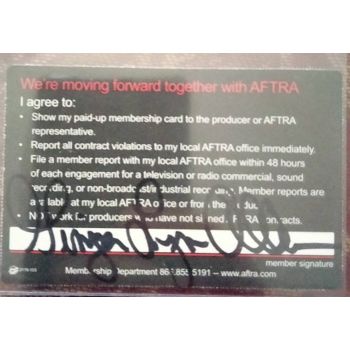 We're moving forward together with AFTRA
I agree to:
• Show my paid-up membership card to the producer or AFTRA
representative.
• Report all contract violations to my local AFTRA office immediately.
• File a member report with my local AFTRA office within 48 hours
of each engagement for a television or radio commercial, sound
recording, or non-broadcast/industrial recording. Member reports are
available at my local AFTRA office or from the producer.
• NOT work for producers who have not signed AFTRA contracts.
member signature
Membership Department 866.855.5191 – www.aftra.com